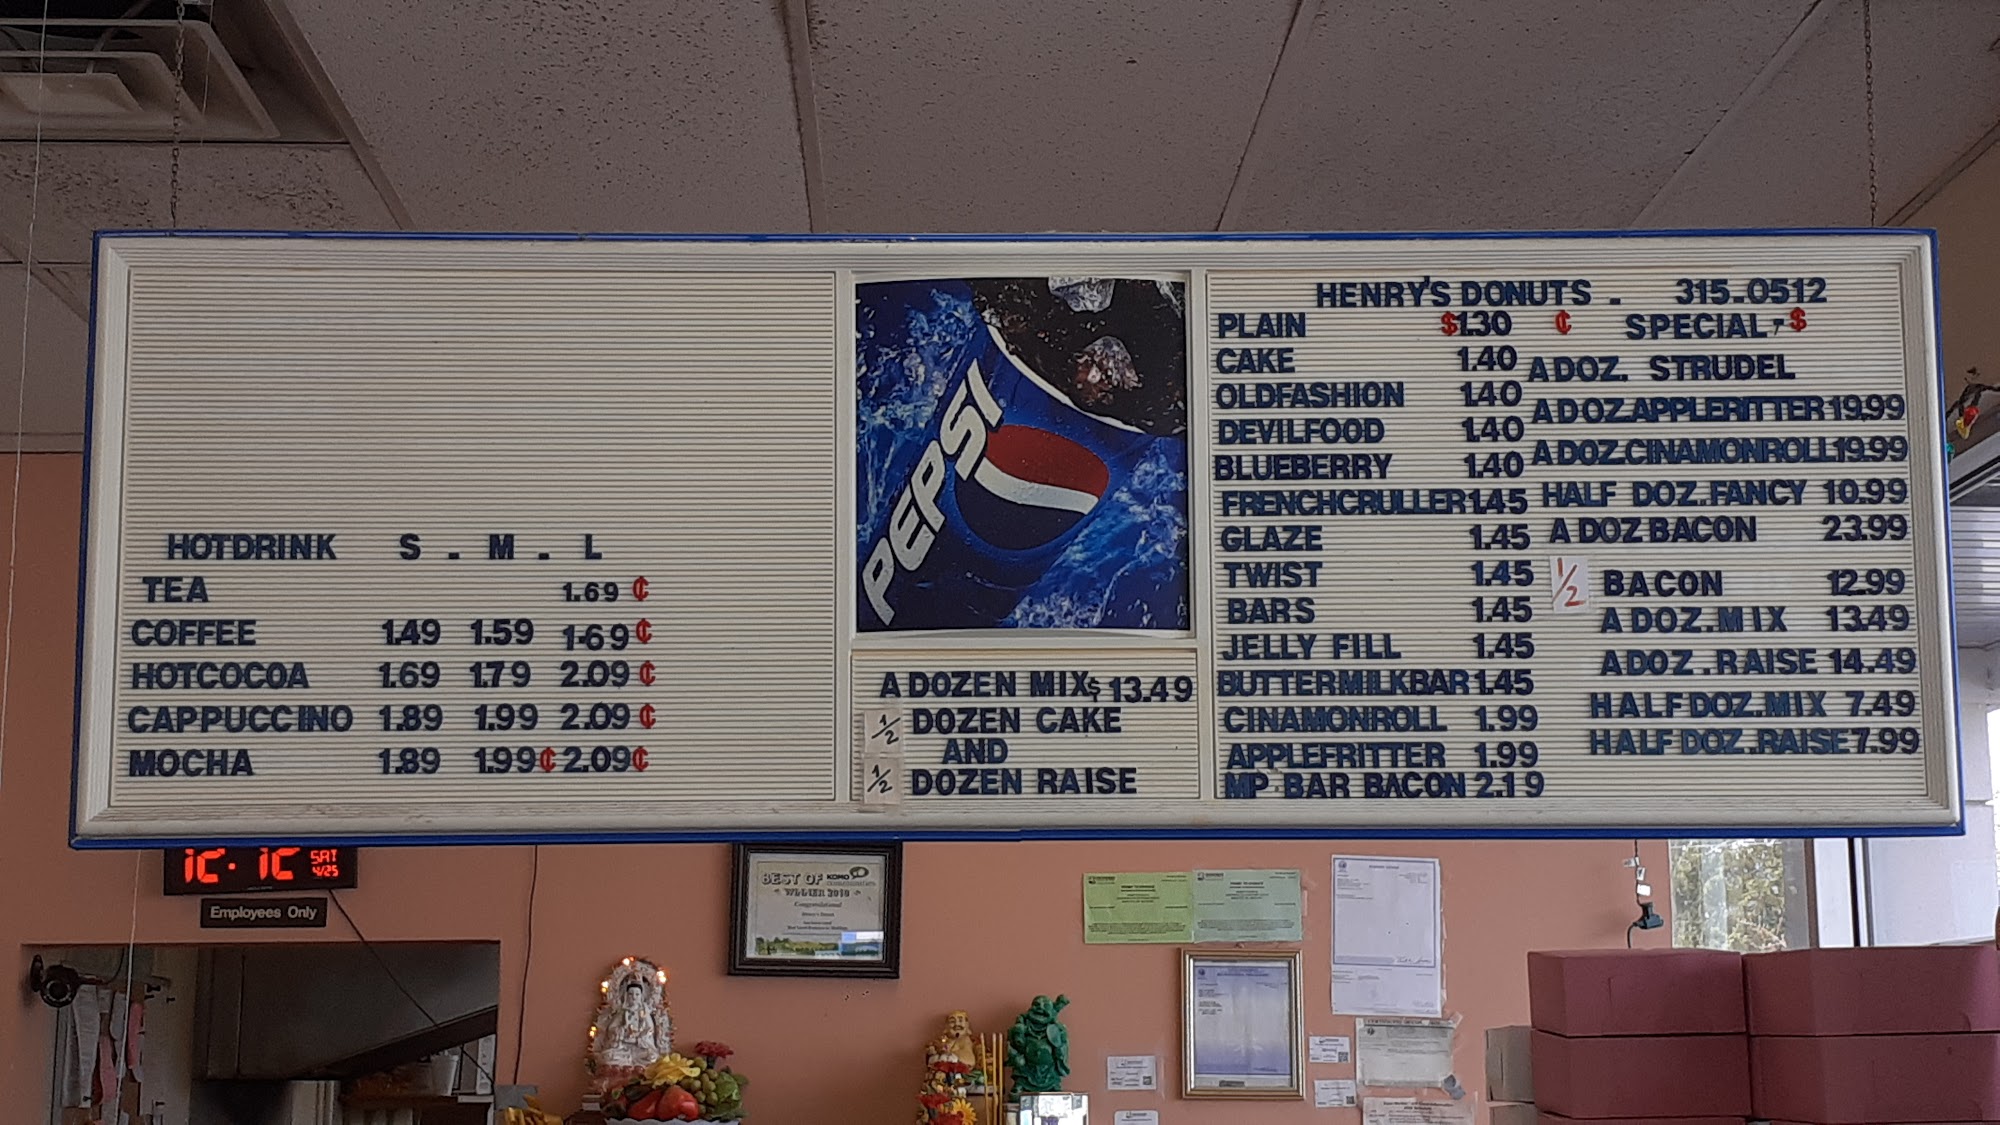 HOTDRINK S . M . L
TEA 1.69 ¢
COFFEE 1.49 1.59 1.69 ¢
HOTCOCOA 1.69 1.79 2.09 ¢
CAPPUCCINO 1.89 1.99 2.09 ¢
MOCHA 1.89 1.99 ¢ 2.09 ¢
PEPSI
A DOZEN MIX $ 13.49
1/2 DOZEN CAKE
AND
1/2 DOZEN RAISE
HENRY'S DONUTS . 315.0512
PLAIN $1.30 ¢
CAKE 1.40
OLDFASHION 1.40
DEVILFOOD 1.40
BLUEBERRY 1.40
FRENCHCRULLER 1.45
GLAZE 1.45
TWIST 1.45
BARS 1.45
JELLY FILL 1.45
BUTTERMILKBAR 1.45
CINAMONROLL 1.99
APPLEFRITTER 1.99
MP. BAR BACON 2.19
SPECIAL, $
A DOZ. STRUDEL
A DOZ. APPLERITTER 19.99
A DOZ. CINAMONROLL 19.99
HALF DOZ. FANCY 10.99
A DOZ BACON 23.99
1/2 BACON 12.99
A DOZ. MIX 13.49
A DOZ. RAISE 14.49
HALF DOZ. MIX 7.49
HALF DOZ. RAISE 7.99
SAT
4/25
Employees Only
BEST OF KOMO